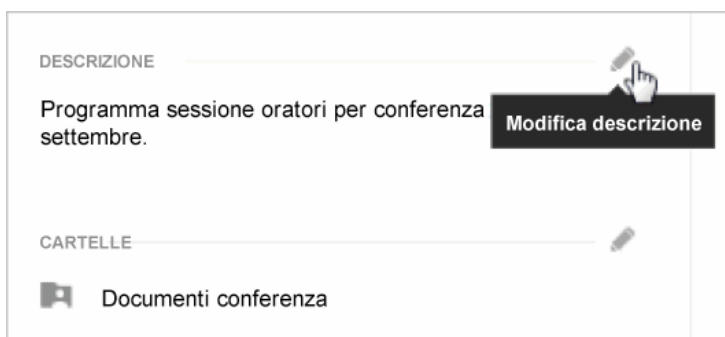 DESCRIZIONE
Programma sessione oratori per conferenza
settembre.
Modifica descrizione
CARTELLE
Documenti conferenza